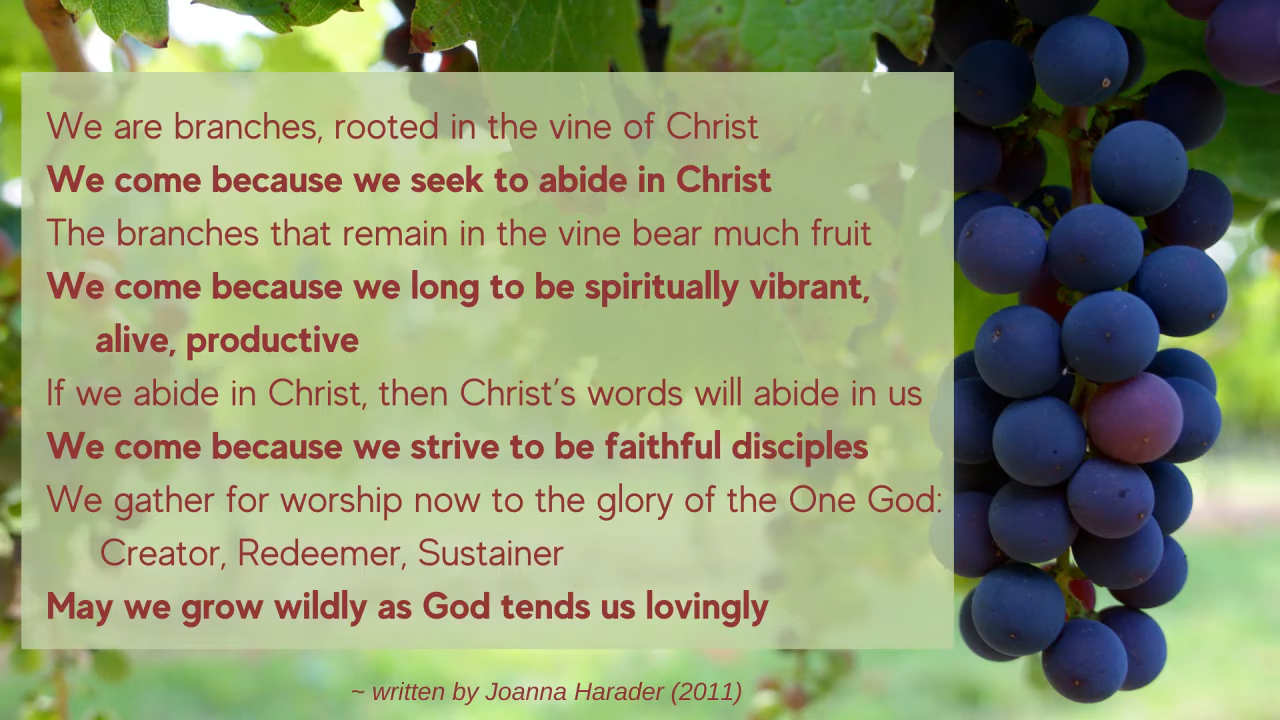 We are branches, rooted in the vine of Christ
We come because we seek to abide in Christ
The branches that remain in the vine bear much fruit
We come because we long to be spiritually vibrant,
alive, productive
If we abide in Christ, then Christ's words will abide in us
We come because we strive to be faithful disciples
We gather for worship now to the glory of the One God:
Creator, Redeemer, Sustainer
May we grow wildly as God tends us lovingly
~ written by Joanna Harader (2011)